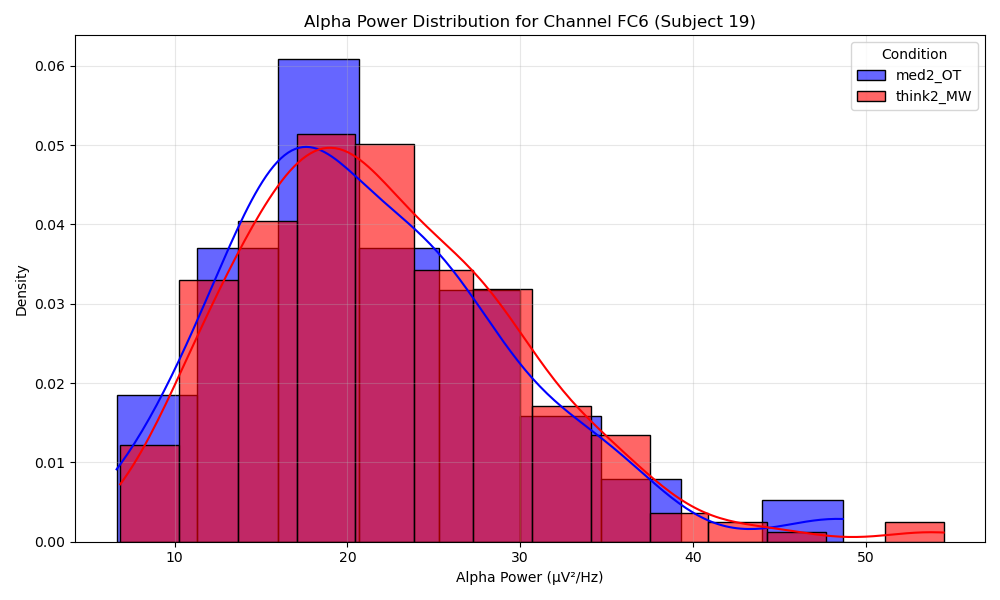 Alpha Power Distribution for Channel FC6 (Subject 19)
Condition
med2_OT
think2_MW
0.06
0.05
0.04
0.03
0.02
0.01
0.00
Density
10
20
30
40
50
Alpha Power (μV²/Hz)